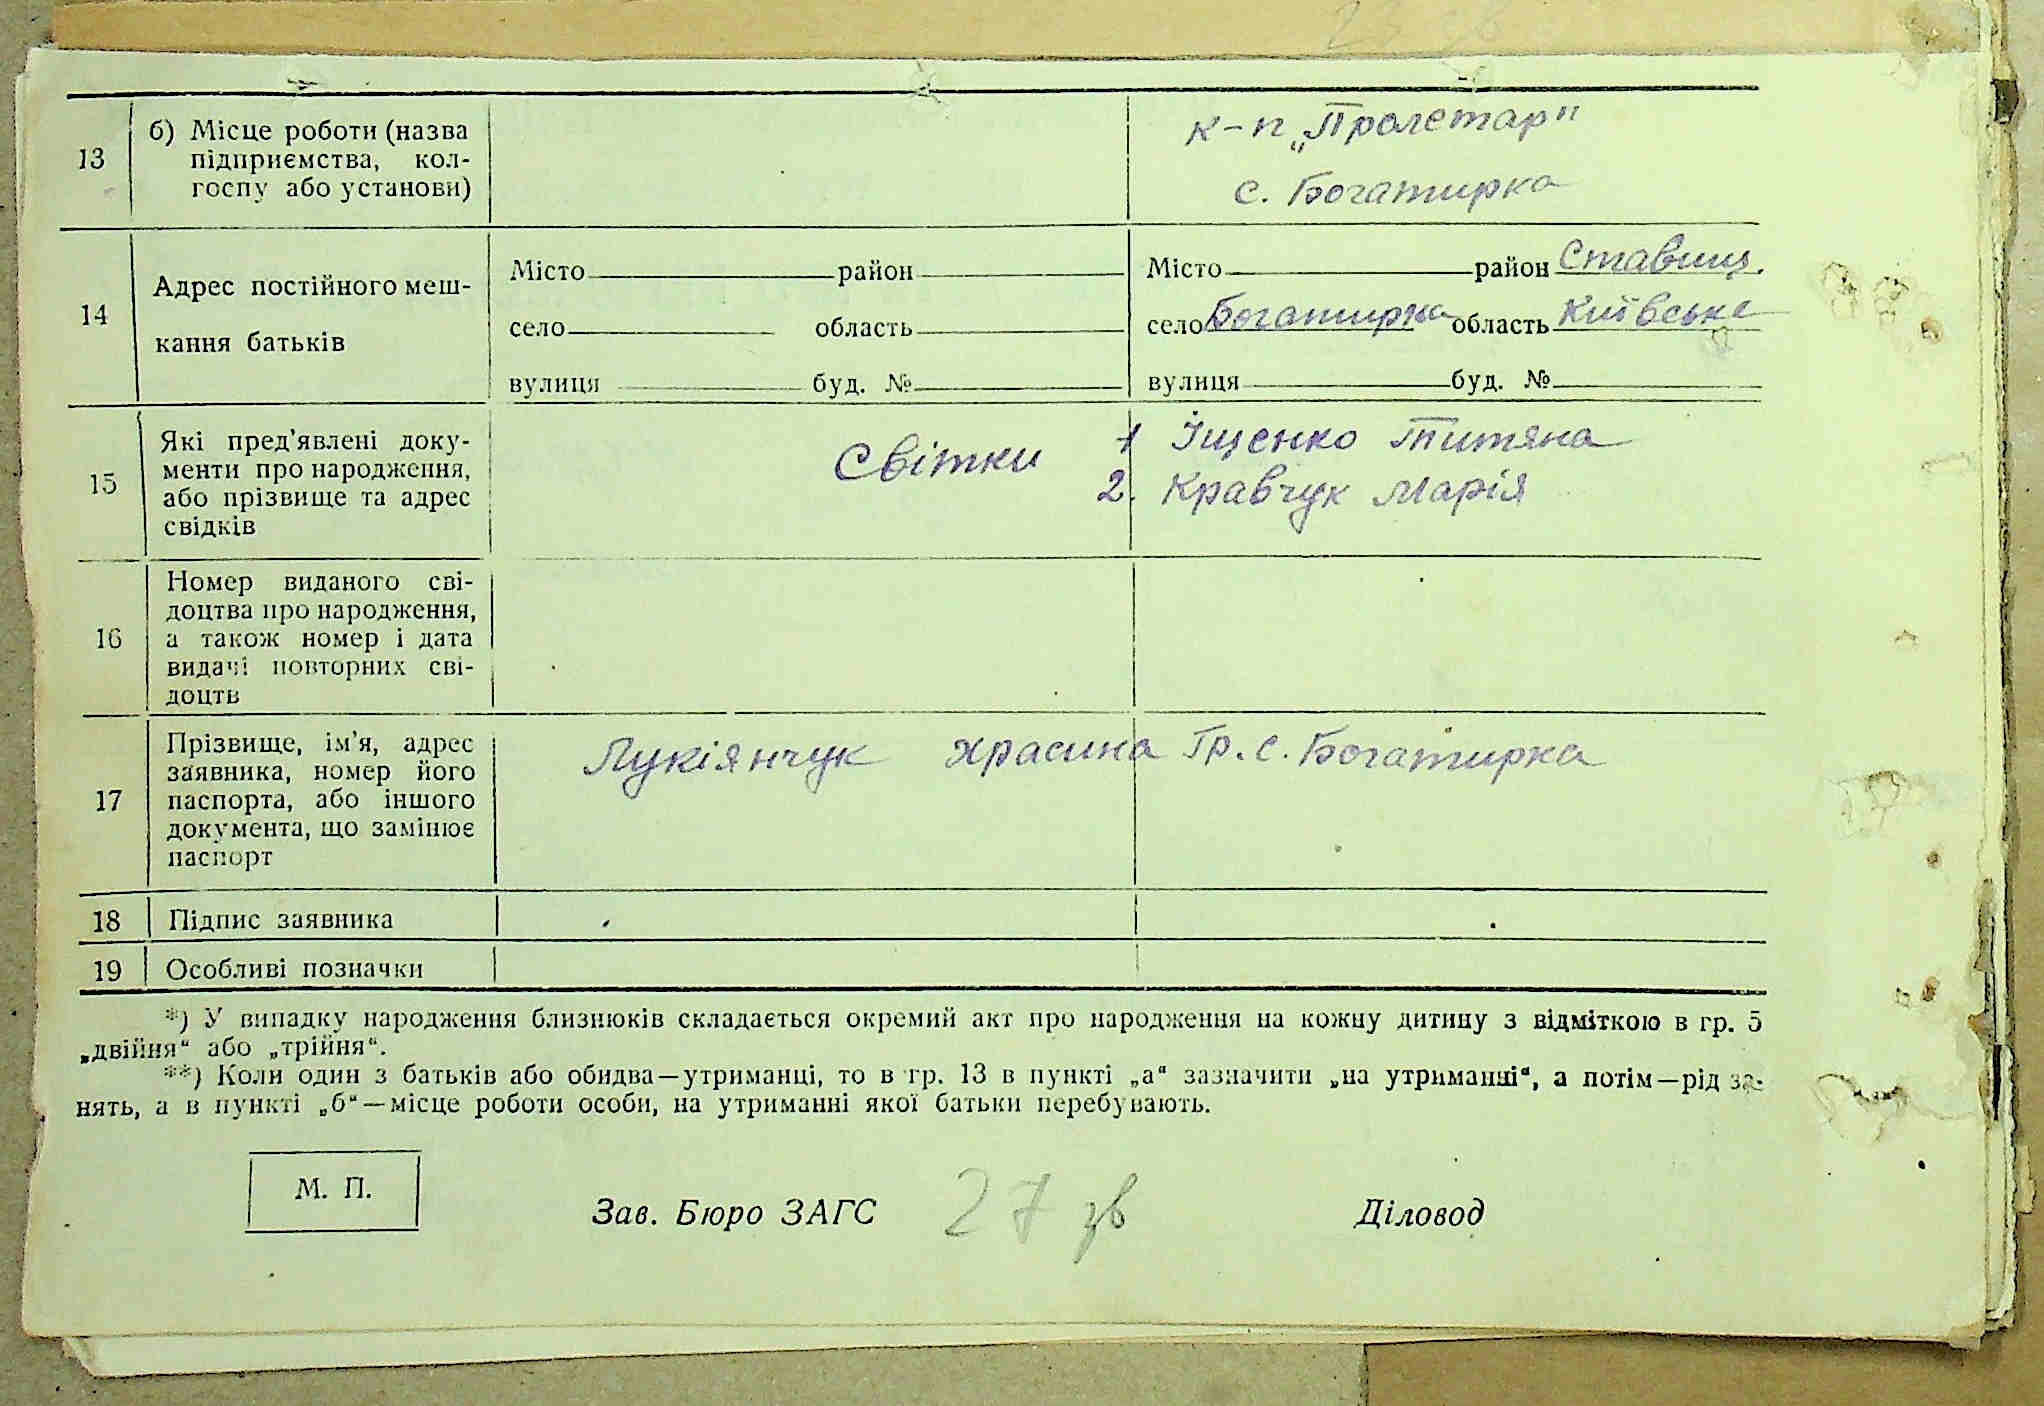 13
б) Місце роботи (назва
підприємства, кол-
госпу або установи)
к-п „Пролетар"
с. Богатирка
14
Адрес постійного меш-
кання батьків
Місто район
село область
вулиця буд. №
Місто район Ставищ.
село Богатирка область Київське
вулиця буд. №
15
Які пред'явлені доку-
менти про народження,
або прізвище та адрес
свідків
Світки 1 Іщенко Титяна
2. Кравчук Марія
16
Номер виданого сві-
доцтва про народження,
а також номер і дата
видачі повторних сві-
доцтв
17
Прізвище, ім'я, адрес
заявника, номер його
паспорта, або іншого
документа, що замінює
паспорт
Лукіянчук Храсина Гр. с. Богатирка
18 Підпис заявника
19 Особливі позначки
*) У випадку народження близнюків складається окремий акт про народження на кожну дитину з відміткою в гр. 5
„двійня“ або „трійня“.
**) Коли один з батьків або обидва—утриманці, то в гр. 13 в пункті „а“ зазначити „на утриманні“, а потім—рід за-
нять, а в пункті „б“—місце роботи особи, на утриманні якої батьки перебувають.
М. П.
Зав. Бюро ЗАГС 27 зв Діловод